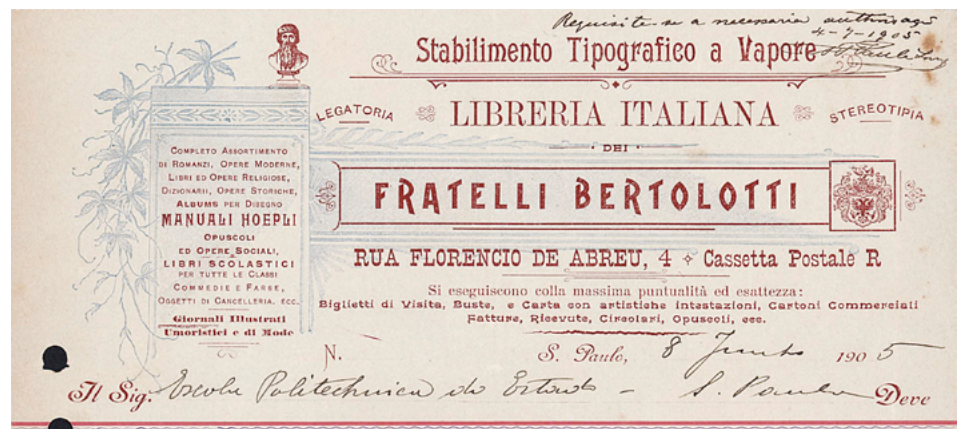 Requisite-se a necessaria
4-7-1905
Stabilimento Tipografico a Vapore
LEGATORIA
LIBRERIA ITALIANA
STEREOTIPIA
· DEI ·
FRATELLI BERTOLOTTI
RUA FLORENCIO DE ABREU, 4 Cassetta Postale R
Si eseguiscono colla massima puntualità ed esattezza:
Biglietti di Visita, Buste, e Carta con artistiche intestazioni, Cartoni Commerciali
Fatture, Ricevute, Circolari, Opuscoli, ecc.
COMPLETO ASSORTIMENTO
DI ROMANZI, OPERE MODERNE,
LIBRI ED OPERE RELIGIOSE,
DIZIONARII, OPERE STORICHE,
ALBUMS PER DISEGNO
MANUALI HOEPLI
OPUSCOLI
ED OPERE SOCIALI,
LIBRI SCOLASTICI
PER TUTTE LE CLASSI
COMMEDIE E FARSE,
OGGETTI DI CANCELLERIA. ECC.
Giornali Illustrati
Umoristici e di Mode
N. S. Paulo, 8 Junho 1905
Il Sig. Escola Politechnica do Estado - S. Paulo Deve